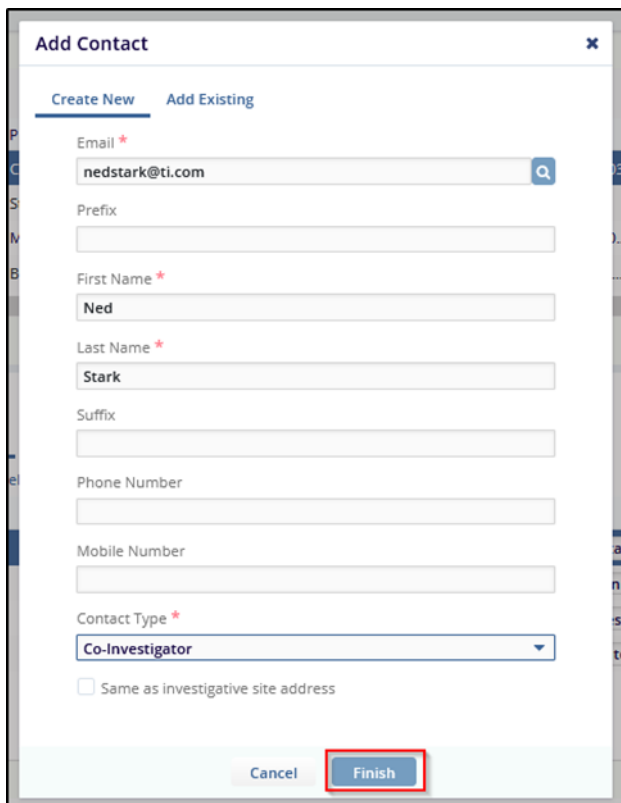 Add Contact
Create New Add Existing
Email *
nedstark@ti.com
Prefix
First Name *
Ned
Last Name *
Stark
Suffix
Phone Number
Mobile Number
Contact Type *
Co-Investigator
Same as investigative site address
Cancel Finish